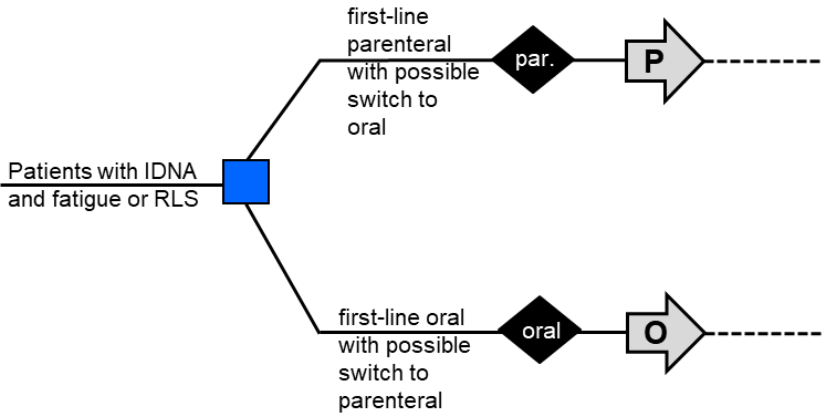 first-line
parenteral
with possible
switch to
oral
par.
P
Patients with IDNA
and fatigue or RLS
first-line oral
with possible
switch to
parenteral
oral
O